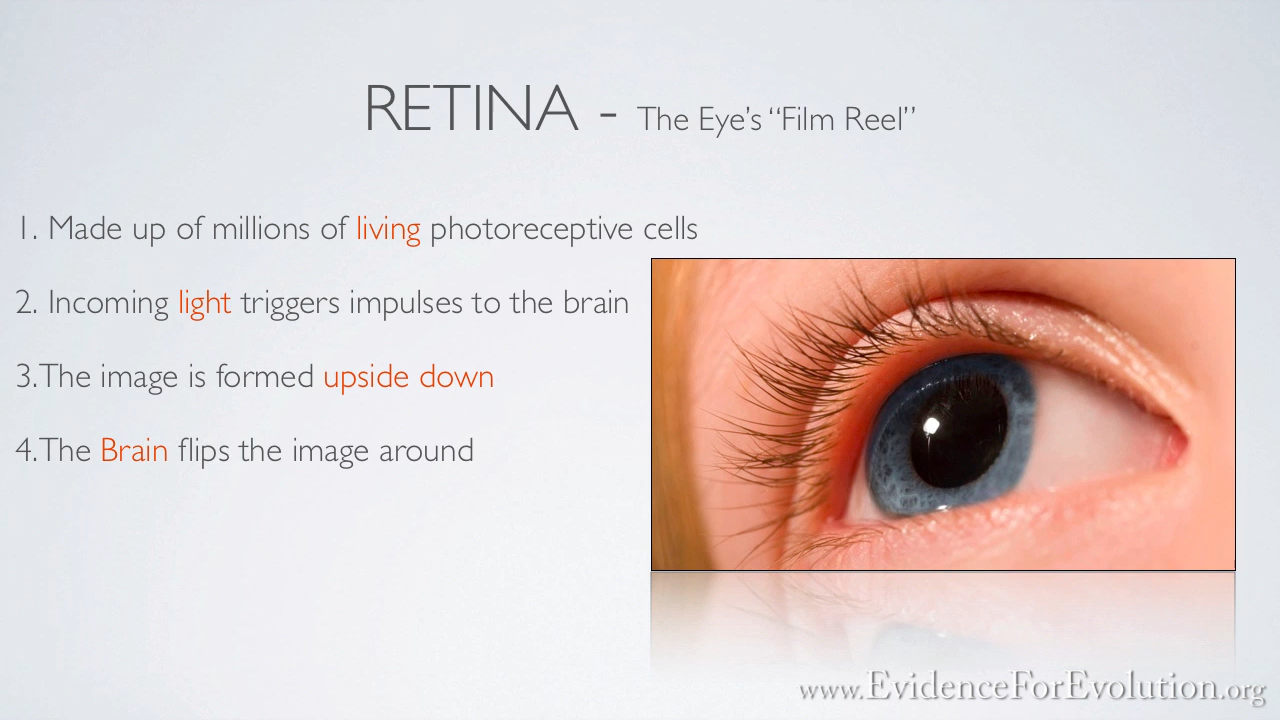 RETINA - The Eye’s “Film Reel”
1. Made up of millions of living photoreceptive cells
2. Incoming light triggers impulses to the brain
3.The image is formed upside down
4.The Brain flips the image around
www.EvidenceForEvolution.org